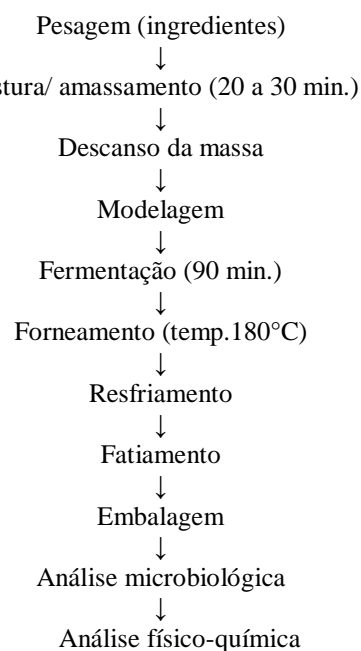 Pesagem (ingredientes)
↓
amassamento (20 a 30 min.)
↓
Descanso da massa
↓
Modelagem
↓
Fermentação (90 min.)
↓
Forneamento (temp.180°C)
↓
Resfriamento
↓
Fatiamento
↓
Embalagem
↓
Análise microbiológica
↓
Análise físico-química